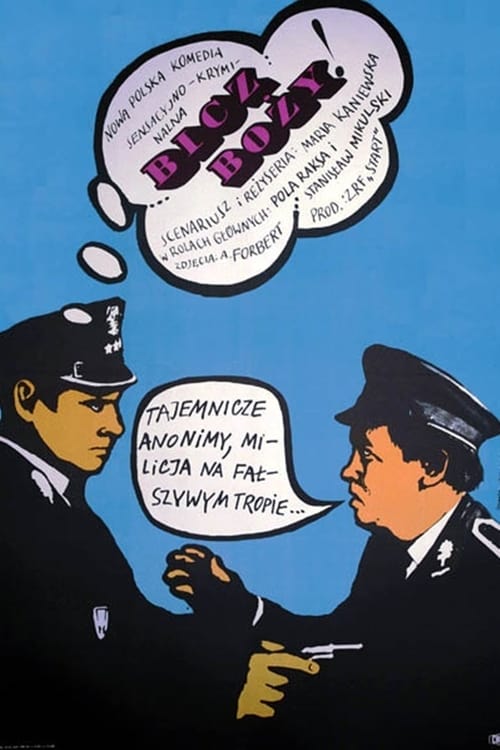 NOWA POLSKA KOMEDIA
SENSACYJNO-KRYMI-
NALNA
BICZ
BOŻY!
SCENARIUSZ I REŻYSERIA: MARIA KANIEWSKA
W ROLACH GŁÓWNYCH: POLA RAKSA I
STANISŁAW MIKULSKI
ZDJĘCIA: A. FORBERT PROD.: Z.R.F. „START”
TAJEMNICZE
ANONIMY, MI-
LICJA NA FAŁ-
SZYWYM TROPIE...